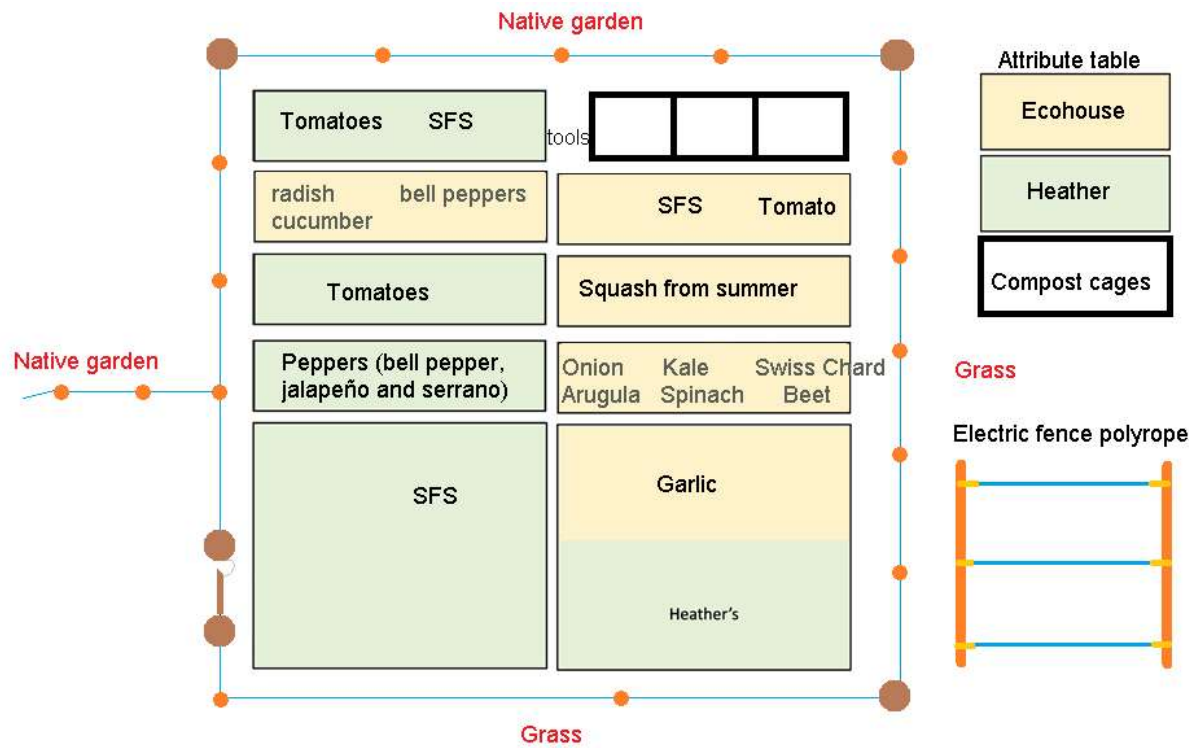 Native garden
Attribute table
Tomatoes SFS
tools
Ecohouse
radish bell peppers
cucumber
SFS Tomato
Heather
Tomatoes
Squash from summer
Compost cages
Native garden
Peppers (bell pepper,
jalapeño and serrano)
Onion Kale Swiss Chard
Arugula Spinach Beet
Grass
Electric fence polyrope
SFS
Garlic
Heather's
Grass